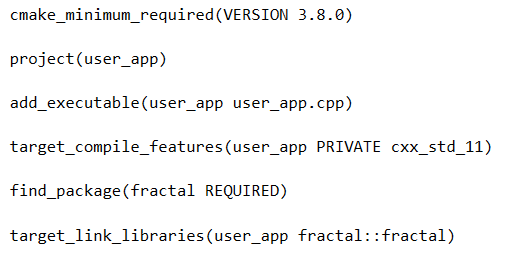 cmake_minimum_required(VERSION 3.8.0)
project(user_app)
add_executable(user_app user_app.cpp)
target_compile_features(user_app PRIVATE cxx_std_11)
find_package(fractal REQUIRED)
target_link_libraries(user_app fractal::fractal)